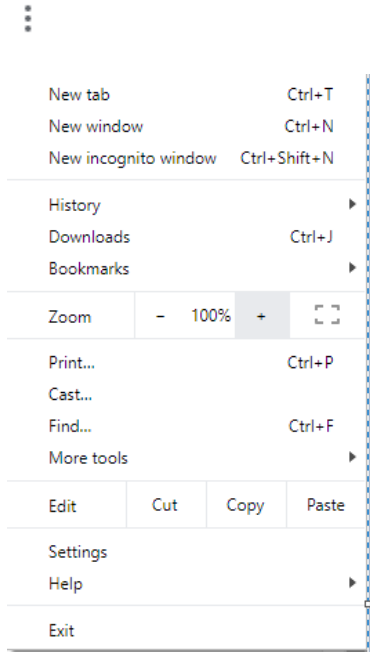 New tab Ctrl+T
New window Ctrl+N
New incognito window Ctrl+Shift+N
History
Downloads Ctrl+J
Bookmarks
Zoom - 100% +
Print... Ctrl+P
Cast...
Find... Ctrl+F
More tools
Edit Cut Copy Paste
Settings
Help
Exit